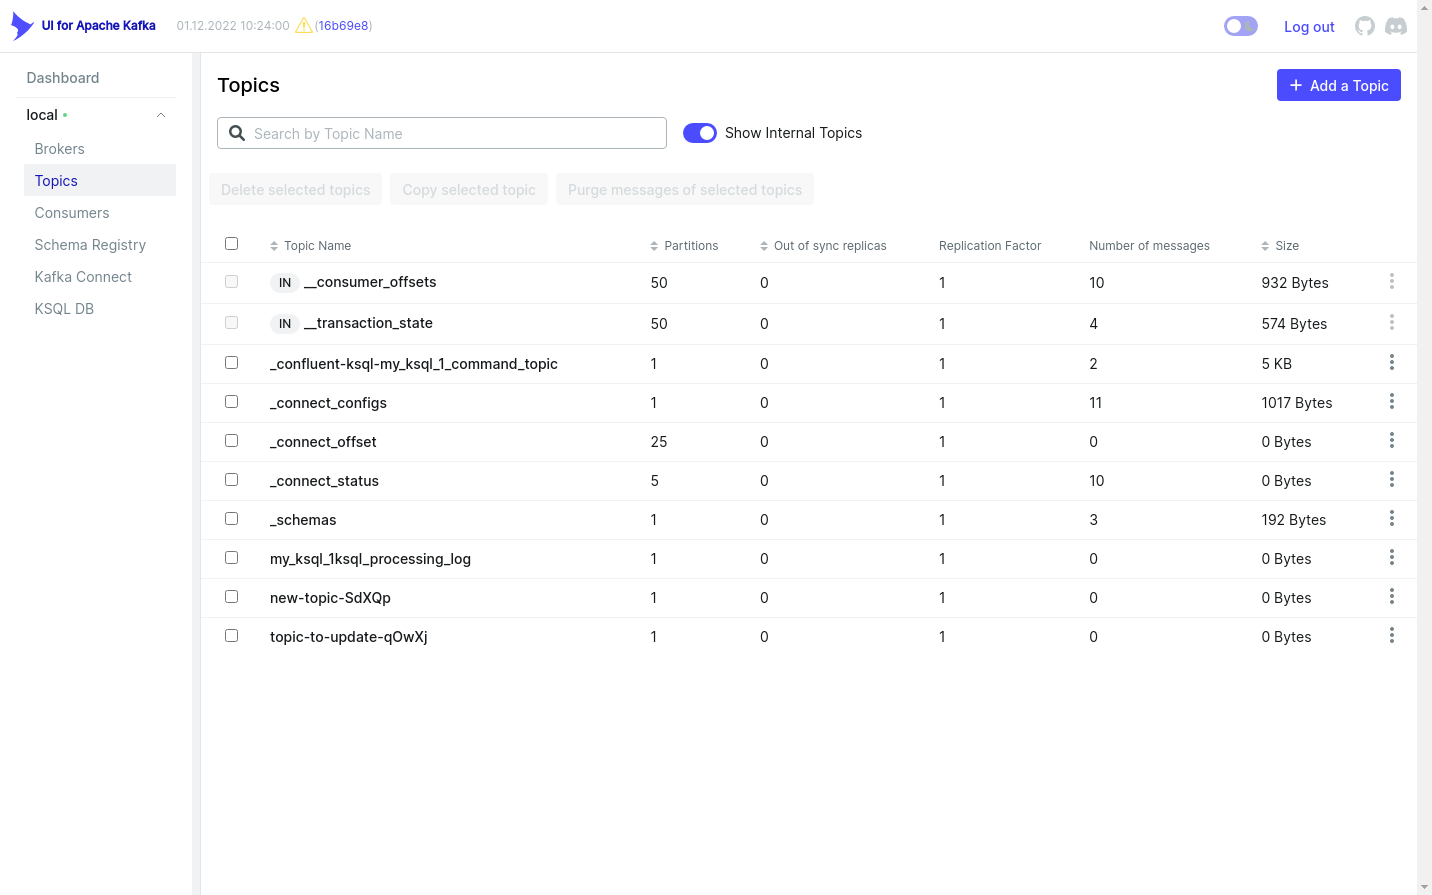 UI for Apache Kafka 01.12.2022 10:24:00 (16b69e8) Log out
Dashboard
local
Brokers
Topics
Consumers
Schema Registry
Kafka Connect
KSQL DB
Topics
+ Add a Topic
Search by Topic Name Show Internal Topics
Delete selected topics Copy selected topic Purge messages of selected topics
Topic Name Partitions Out of sync replicas Replication Factor Number of messages Size
IN __consumer_offsets 50 0 1 10 932 Bytes
IN __transaction_state 50 0 1 4 574 Bytes
_confluent-ksql-my_ksql_1_command_topic 1 0 1 2 5 KB
_connect_configs 1 0 1 11 1017 Bytes
_connect_offset 25 0 1 0 0 Bytes
_connect_status 5 0 1 10 0 Bytes
_schemas 1 0 1 3 192 Bytes
my_ksql_1ksql_processing_log 1 0 1 0 0 Bytes
new-topic-SdXQp 1 0 1 0 0 Bytes
topic-to-update-qOwXj 1 0 1 0 0 Bytes